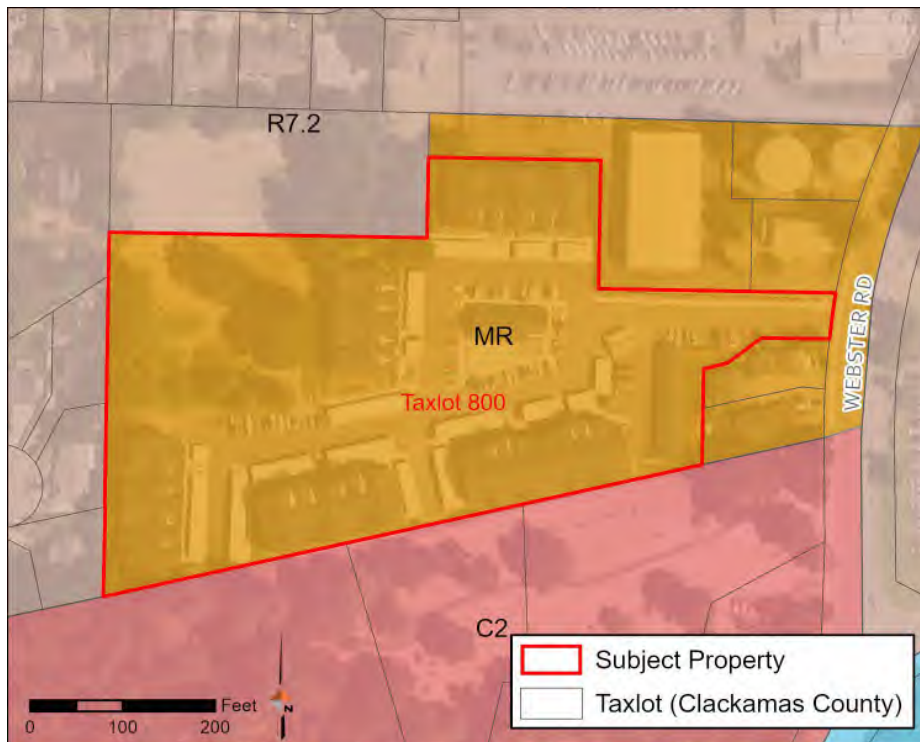 R7.2
MR
Taxlot 800
WEBSTER RD
C2
Subject Property
Taxlot (Clackamas County)
Feet
0 100 200
N